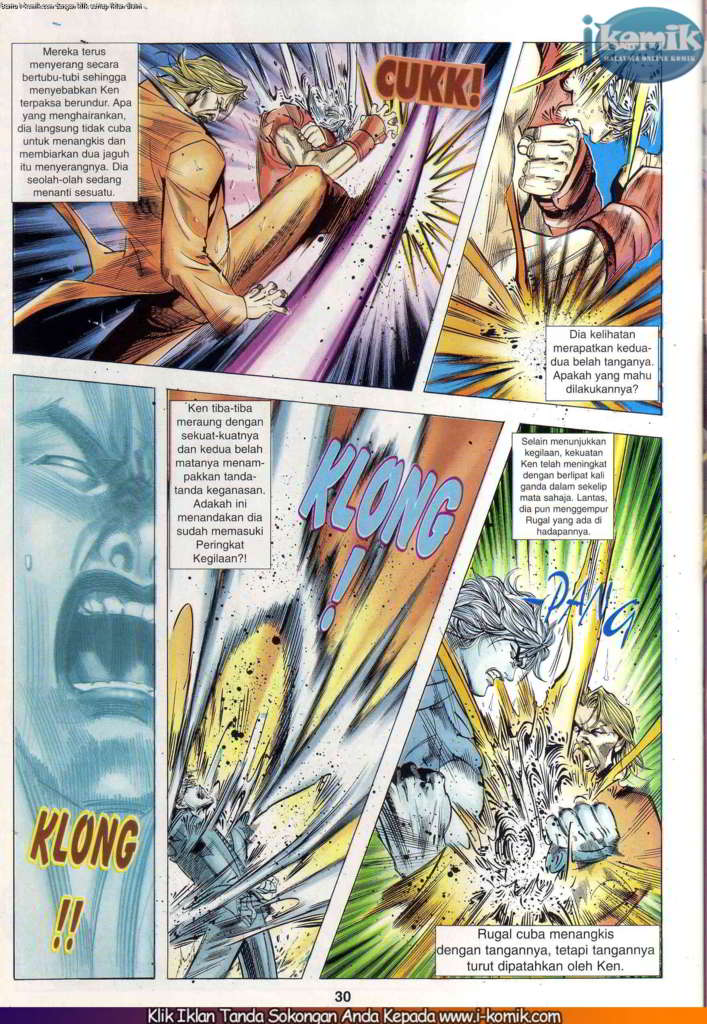 ikomik
MALAYSIA ONLINE KOMIK
Mereka terus
menyerang secara
bertubu-tubi sehingga
menyebabkan Ken
terpaksa berundur. Apa
yang menghairankan,
dia langsung tidak cuba
untuk menangkis dan
membiarkan dua jaguh
itu menyerangnya. Dia
seolah-olah sedang
menanti sesuatu.
CUKK!
Dia kelihatan
merapatkan kedua-
dua belah tanganya.
Apakah yang mahu
dilakukannya?
KLONG
!!
Ken tiba-tiba
meraung dengan
sekuat-kuatnya
dan kedua belah
matanya menam-
pakkan tanda-
tanda keganasan.
Adakah ini
menandakan dia
sudah memasuki
Peringkat
Kegilaan?!
KLONG
!
Selain menunjukkan
kegilaan, kekuatan
Ken telah meningkat
dengan berlipat kali
ganda dalam sekelip
mata sahaja. Lantas,
dia pun menggempur
Rugal yang ada di
hadapannya.
PANG
Rugal cuba menangkis
dengan tangannya, tetapi tangannya
turut dipatahkan oleh Ken.
30
Klik Iklan Tanda Sokongan Anda Kepada www.i-komik.com